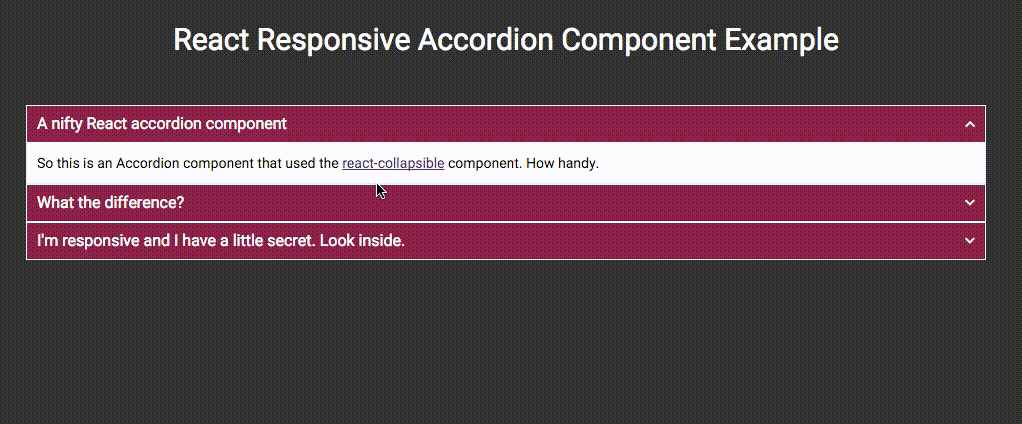 React Responsive Accordion Component Example
A nifty React accordion component
So this is an Accordion component that used the react-collapsible component. How handy.
What the difference?
I'm responsive and I have a little secret. Look inside.